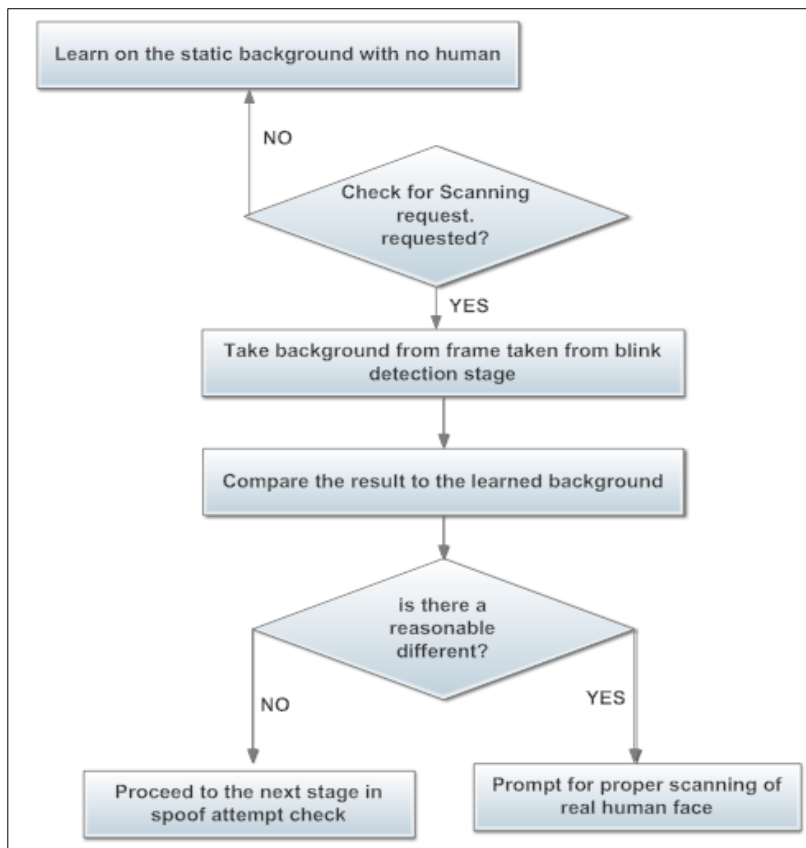 Learn on the static background with no human
NO
Check for Scanning
request.
requested?
YES
Take background from frame taken from blink
detection stage
Compare the result to the learned background
is there a
reasonable
different?
NO
YES
Proceed to the next stage in
spoof attempt check
Prompt for proper scanning of
real human face